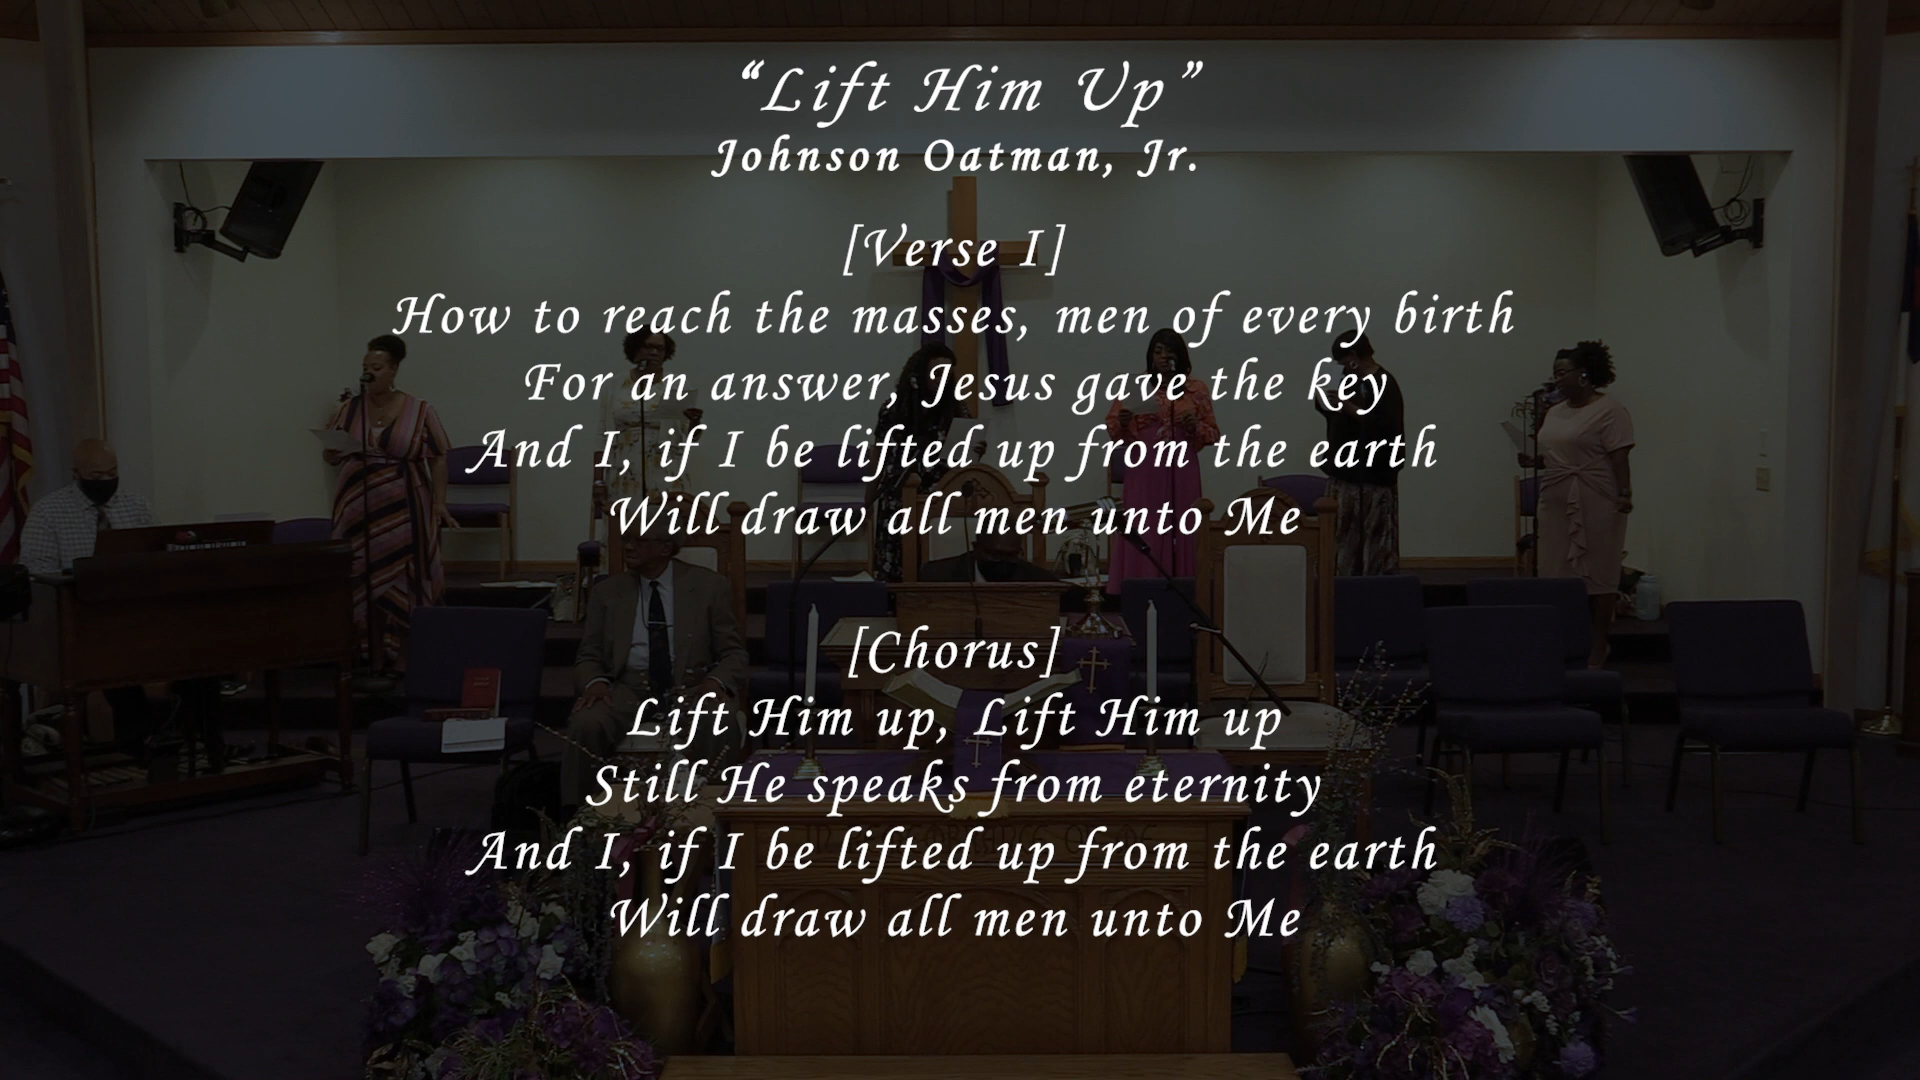 “Lift Him Up”
Johnson Oatman, Jr.
[Verse I]
How to reach the masses, men of every birth
For an answer, Jesus gave the key
And I, if I be lifted up from the earth
Will draw all men unto Me
[Chorus]
Lift Him up, Lift Him up
Still He speaks from eternity
And I, if I be lifted up from the earth
Will draw all men unto Me